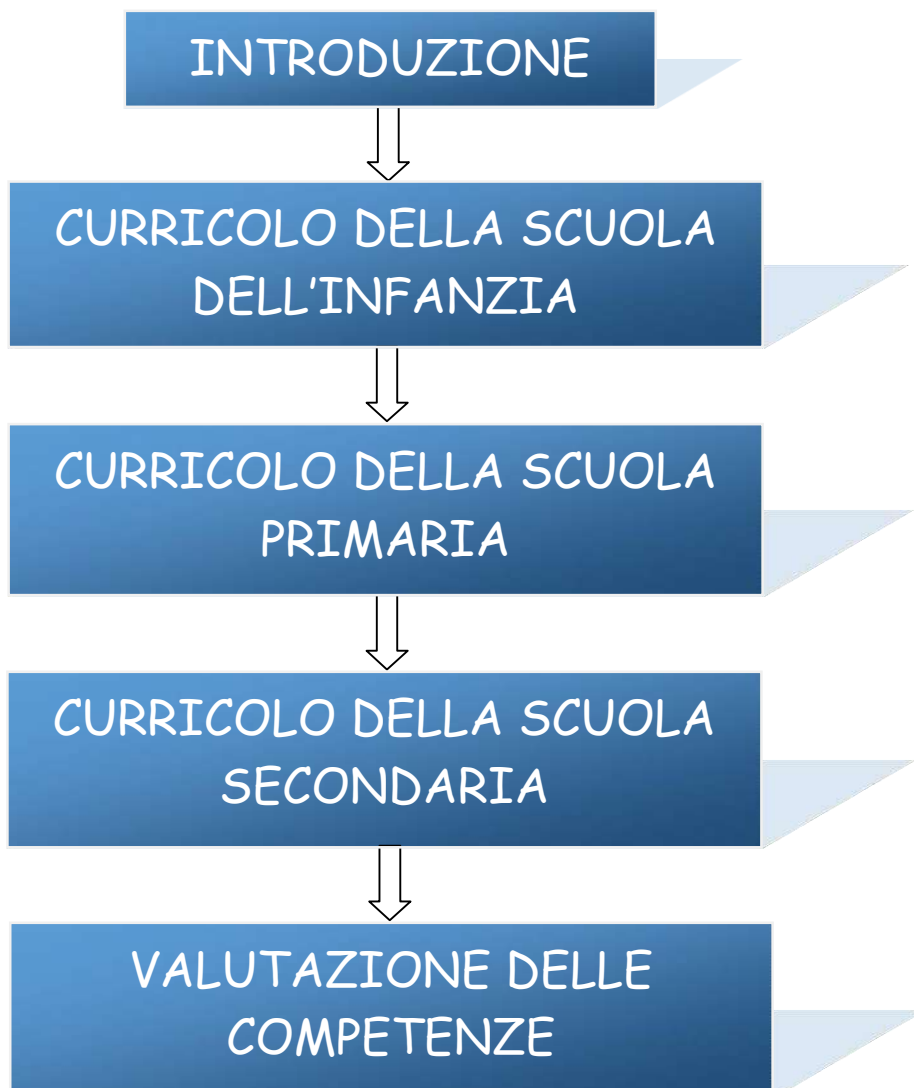 INTRODUZIONE
CURRICOLO DELLA SCUOLA
DELL'INFANZIA
CURRICOLO DELLA SCUOLA
PRIMARIA
CURRICOLO DELLA SCUOLA
SECONDARIA
VALUTAZIONE DELLE
COMPETENZE